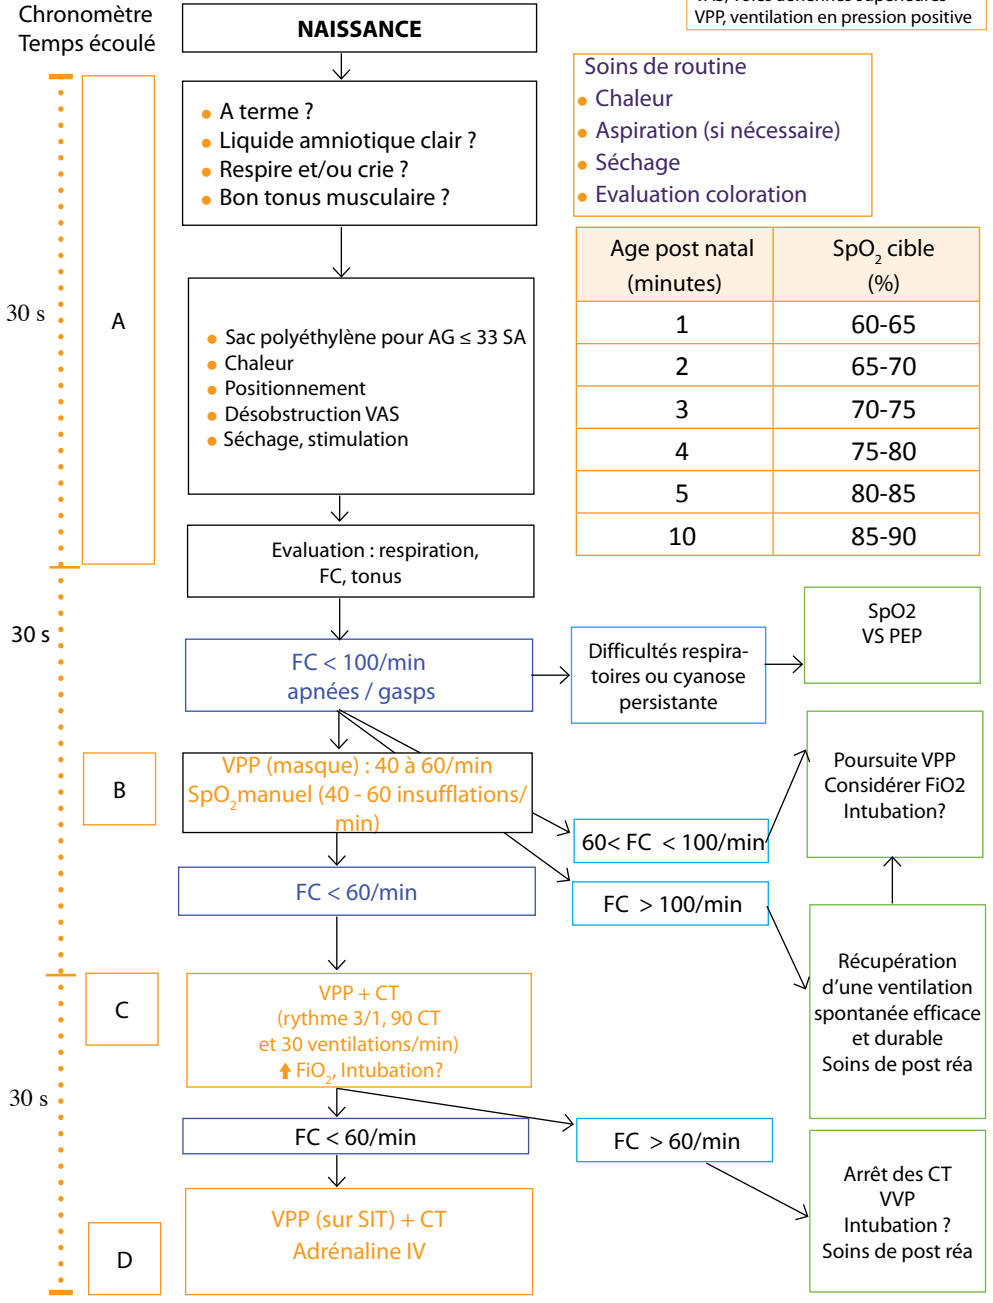 Chronomètre
Temps écoulé
NAISSANCE
VPP, ventilation en pression positive
A terme ?
Liquide amniotique clair ?
Respire et/ou crie ?
Bon tonus musculaire ?
Soins de routine
Chaleur
Aspiration (si nécessaire)
Séchage
Evaluation coloration
Age post natal (minutes) SpO2 cible (%)
1 60-65
2 65-70
3 70-75
4 75-80
5 80-85
10 85-90
30 s
A
Sac polyéthylène pour AG ≤ 33 SA
Chaleur
Positionnement
Désobstruction VAS
Séchage, stimulation
Evaluation : respiration,
FC, tonus
30 s
FC < 100/min
apnées / gasps
Difficultés respira-
toires ou cyanose
persistante
SpO2
VS PEP
B
VPP (masque) : 40 à 60/min
SpO2manuel (40 - 60 insufflations/
min)
60< FC < 100/min
Poursuite VPP
Considérer FiO2
Intubation?
FC < 60/min
FC > 100/min
Récupération
d'une ventilation
spontanée efficace
et durable
Soins de post réa
C
VPP + CT
(rythme 3/1, 90 CT
et 30 ventilations/min)
⬆ FiO2, Intubation?
30 s
FC < 60/min
FC > 60/min
Arrêt des CT
VVP
Intubation ?
Soins de post réa
D
VPP (sur SIT) + CT
Adrénaline IV